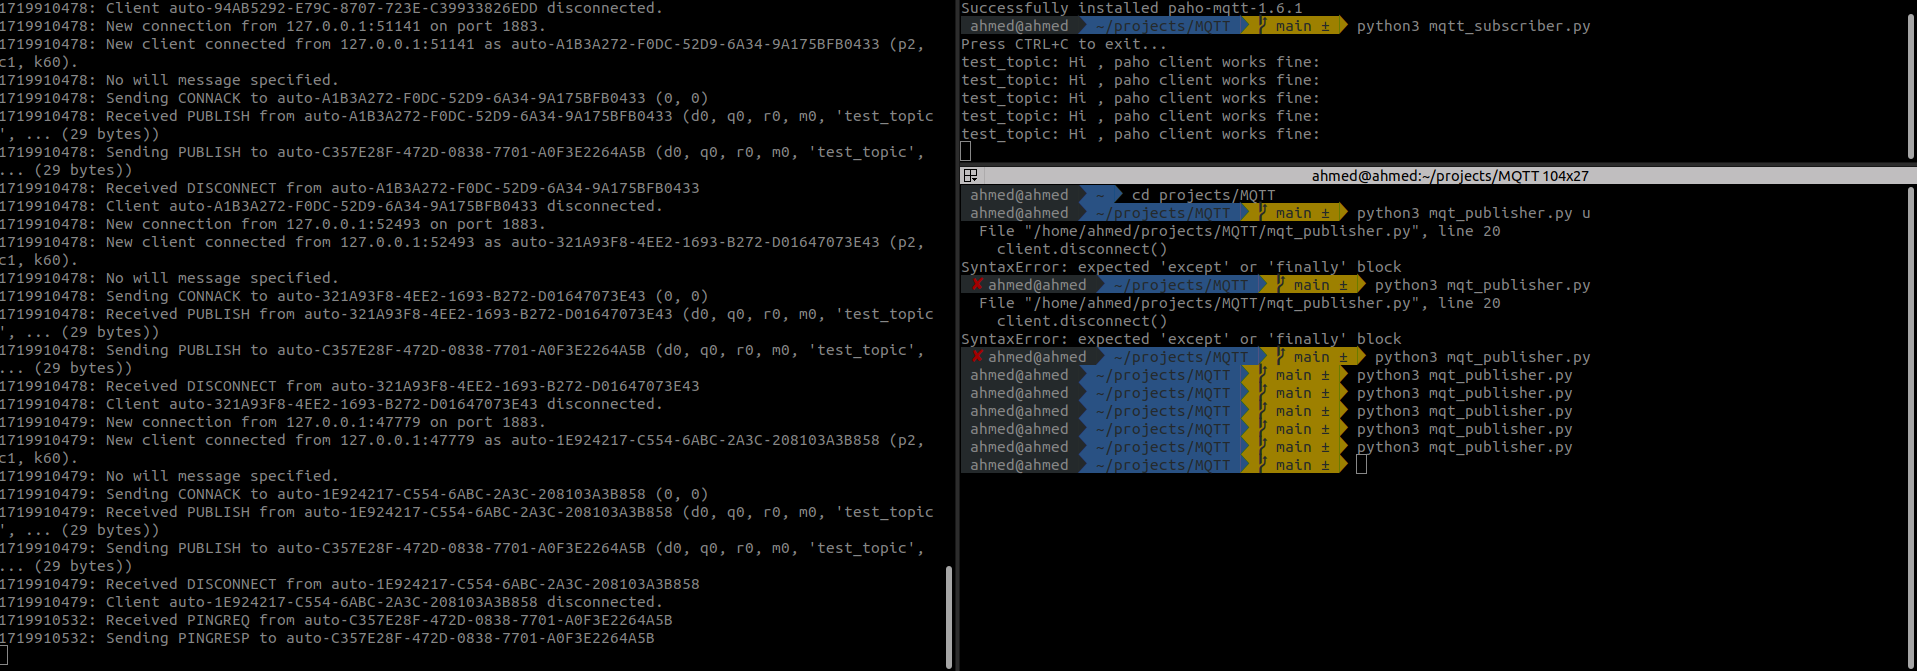 1719910478: Client auto-94AB5292-E79C-8707-723E-C39933826EDD disconnected.
1719910478: New connection from 127.0.0.1:51141 on port 1883.
1719910478: New client connected from 127.0.0.1:51141 as auto-A1B3A272-F0DC-52D9-6A34-9A175BFB0433 (p2,
c1, k60).
1719910478: No will message specified.
1719910478: Sending CONNACK to auto-A1B3A272-F0DC-52D9-6A34-9A175BFB0433 (0, 0)
1719910478: Received PUBLISH from auto-A1B3A272-F0DC-52D9-6A34-9A175BFB0433 (d0, q0, r0, m0, 'test_topic
', ... (29 bytes))
1719910478: Sending PUBLISH to auto-C357E28F-472D-0838-7701-A0F3E2264A5B (d0, q0, r0, m0, 'test_topic',
... (29 bytes))
1719910478: Received DISCONNECT from auto-A1B3A272-F0DC-52D9-6A34-9A175BFB0433
1719910478: Client auto-A1B3A272-F0DC-52D9-6A34-9A175BFB0433 disconnected.
1719910478: New connection from 127.0.0.1:52493 on port 1883.
1719910478: New client connected from 127.0.0.1:52493 as auto-321A93F8-4EE2-1693-B272-D01647073E43 (p2,
c1, k60).
1719910478: No will message specified.
1719910478: Sending CONNACK to auto-321A93F8-4EE2-1693-B272-D01647073E43 (0, 0)
1719910478: Received PUBLISH from auto-321A93F8-4EE2-1693-B272-D01647073E43 (d0, q0, r0, m0, 'test_topic
', ... (29 bytes))
1719910478: Sending PUBLISH to auto-C357E28F-472D-0838-7701-A0F3E2264A5B (d0, q0, r0, m0, 'test_topic',
... (29 bytes))
1719910478: Received DISCONNECT from auto-321A93F8-4EE2-1693-B272-D01647073E43
1719910478: Client auto-321A93F8-4EE2-1693-B272-D01647073E43 disconnected.
1719910478: New connection from 127.0.0.1:47779 on port 1883.
1719910478: New client connected from 127.0.0.1:47779 as auto-1E924217-C554-6ABC-2A3C-208103A3B858 (p2,
c1, k60).
1719910479: No will message specified.
1719910479: Sending CONNACK to auto-1E924217-C554-6ABC-2A3C-208103A3B858 (0, 0)
1719910479: Received PUBLISH from auto-1E924217-C554-6ABC-2A3C-208103A3B858 (d0, q0, r0, m0, 'test_topic
', ... (29 bytes))
1719910479: Sending PUBLISH to auto-C357E28F-472D-0838-7701-A0F3E2264A5B (d0, q0, r0, m0, 'test_topic',
... (29 bytes))
1719910479: Received DISCONNECT from auto-1E924217-C554-6ABC-2A3C-208103A3B858
1719910479: Client auto-1E924217-C554-6ABC-2A3C-208103A3B858 disconnected.
1719910532: Received PINGREQ from auto-C357E28F-472D-0838-7701-A0F3E2264A5B
1719910532: Sending PINGRESP to auto-C357E28F-472D-0838-7701-A0F3E2264A5B
Successfully installed paho-mqtt-1.6.1
ahmed@ahmed ~/projects/MQTT main ± python3 mqtt_subscriber.py
Press CTRL+C to exit...
test_topic: Hi , paho client works fine:
test_topic: Hi , paho client works fine:
test_topic: Hi , paho client works fine:
test_topic: Hi , paho client works fine:
test_topic: Hi , paho client works fine:
ahmed@ahmed:~/projects/MQTT 104x27
ahmed@ahmed ~ cd projects/MQTT
ahmed@ahmed ~/projects/MQTT main ± python3 mqt_publisher.py u
File "/home/ahmed/projects/MQTT/mqt_publisher.py", line 20
client.disconnect()
SyntaxError: expected 'except' or 'finally' block
✘ ahmed@ahmed ~/projects/MQTT main ± python3 mqt_publisher.py
File "/home/ahmed/projects/MQTT/mqt_publisher.py", line 20
client.disconnect()
SyntaxError: expected 'except' or 'finally' block
✘ ahmed@ahmed ~/projects/MQTT main ± python3 mqt_publisher.py
ahmed@ahmed ~/projects/MQTT main ± python3 mqt_publisher.py
ahmed@ahmed ~/projects/MQTT main ± python3 mqt_publisher.py
ahmed@ahmed ~/projects/MQTT main ± python3 mqt_publisher.py
ahmed@ahmed ~/projects/MQTT main ± python3 mqt_publisher.py
ahmed@ahmed ~/projects/MQTT main ± python3 mqt_publisher.py
ahmed@ahmed ~/projects/MQTT main ±